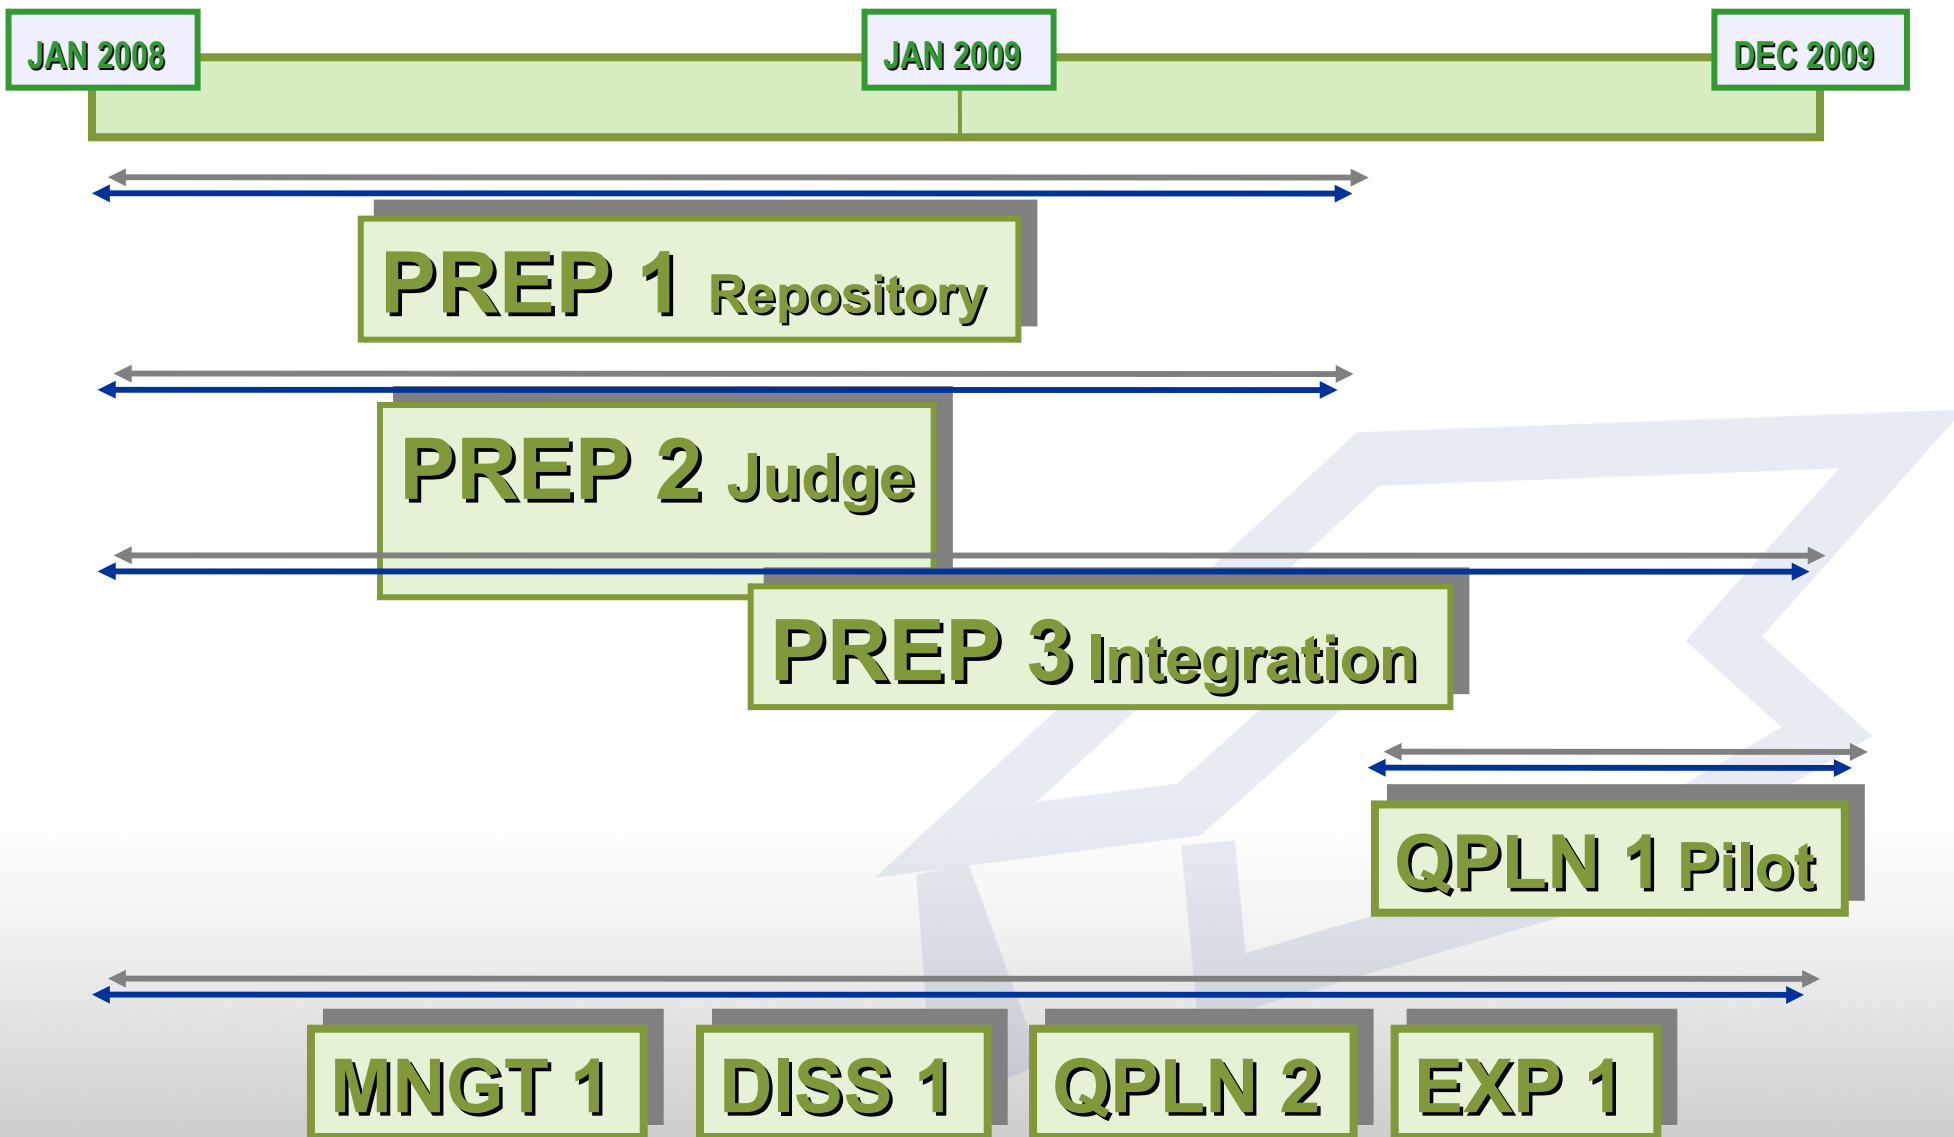 JAN 2008 JAN 2009 DEC 2009
PREP 1 Repository
PREP 2 Judge
PREP 3 Integration
QPLN 1 Pilot
MNGT 1 DISS 1 QPLN 2 EXP 1